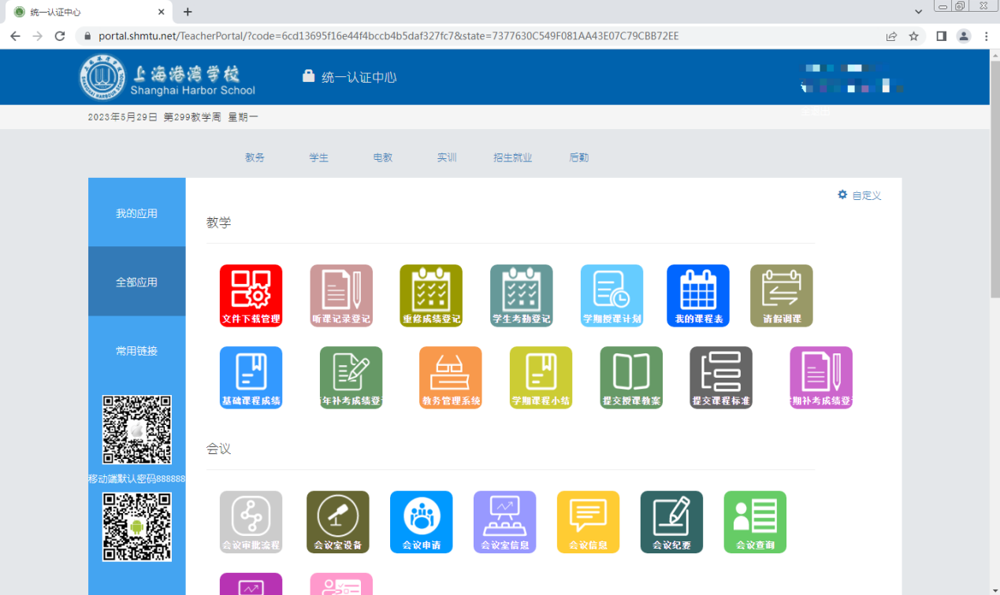 统一认证中心
portal.shmtu.net/TeacherPortal/?code=6cd13695f16e44f4bccb4b5daf327fc7&state=7377630C549F081AA43E07C79CBB72EE
上海港湾学校
Shanghai Harbor School
统一认证中心
2023年5月29日 第299教学周 星期一
教务 学生 电教 实训 招生就业 后勤
自定义
我的应用
全部应用
常用链接
移动端默认密码888888
教学
文件下载管理 听课记录登记 重修成绩登记 学生考勤登记 学期授课计划 我的课程表 请假调课
基础课程成绩 年补考成绩登 教务管理系统 学期课程小结 提交授课教案 提交课程标准 期补考成绩登
会议
会议审批流程 会议室设备 会议申请 会议室信息 会议信息 会议纪要 会议查询